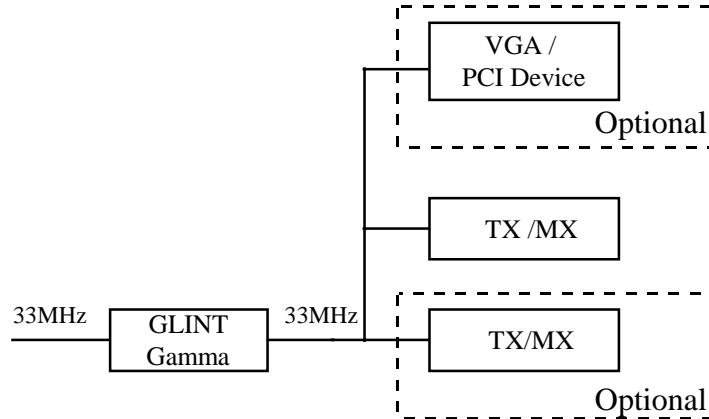 VGA /
PCI Device
Optional
TX /MX
33MHz
GLINT
Gamma
33MHz
TX/MX
Optional